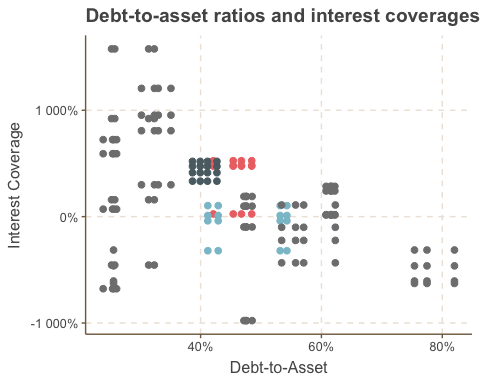 Debt-to-asset ratios and interest coverages
Interest Coverage
1 000%
0%
-1 000%
40%
60%
80%
Debt-to-Asset